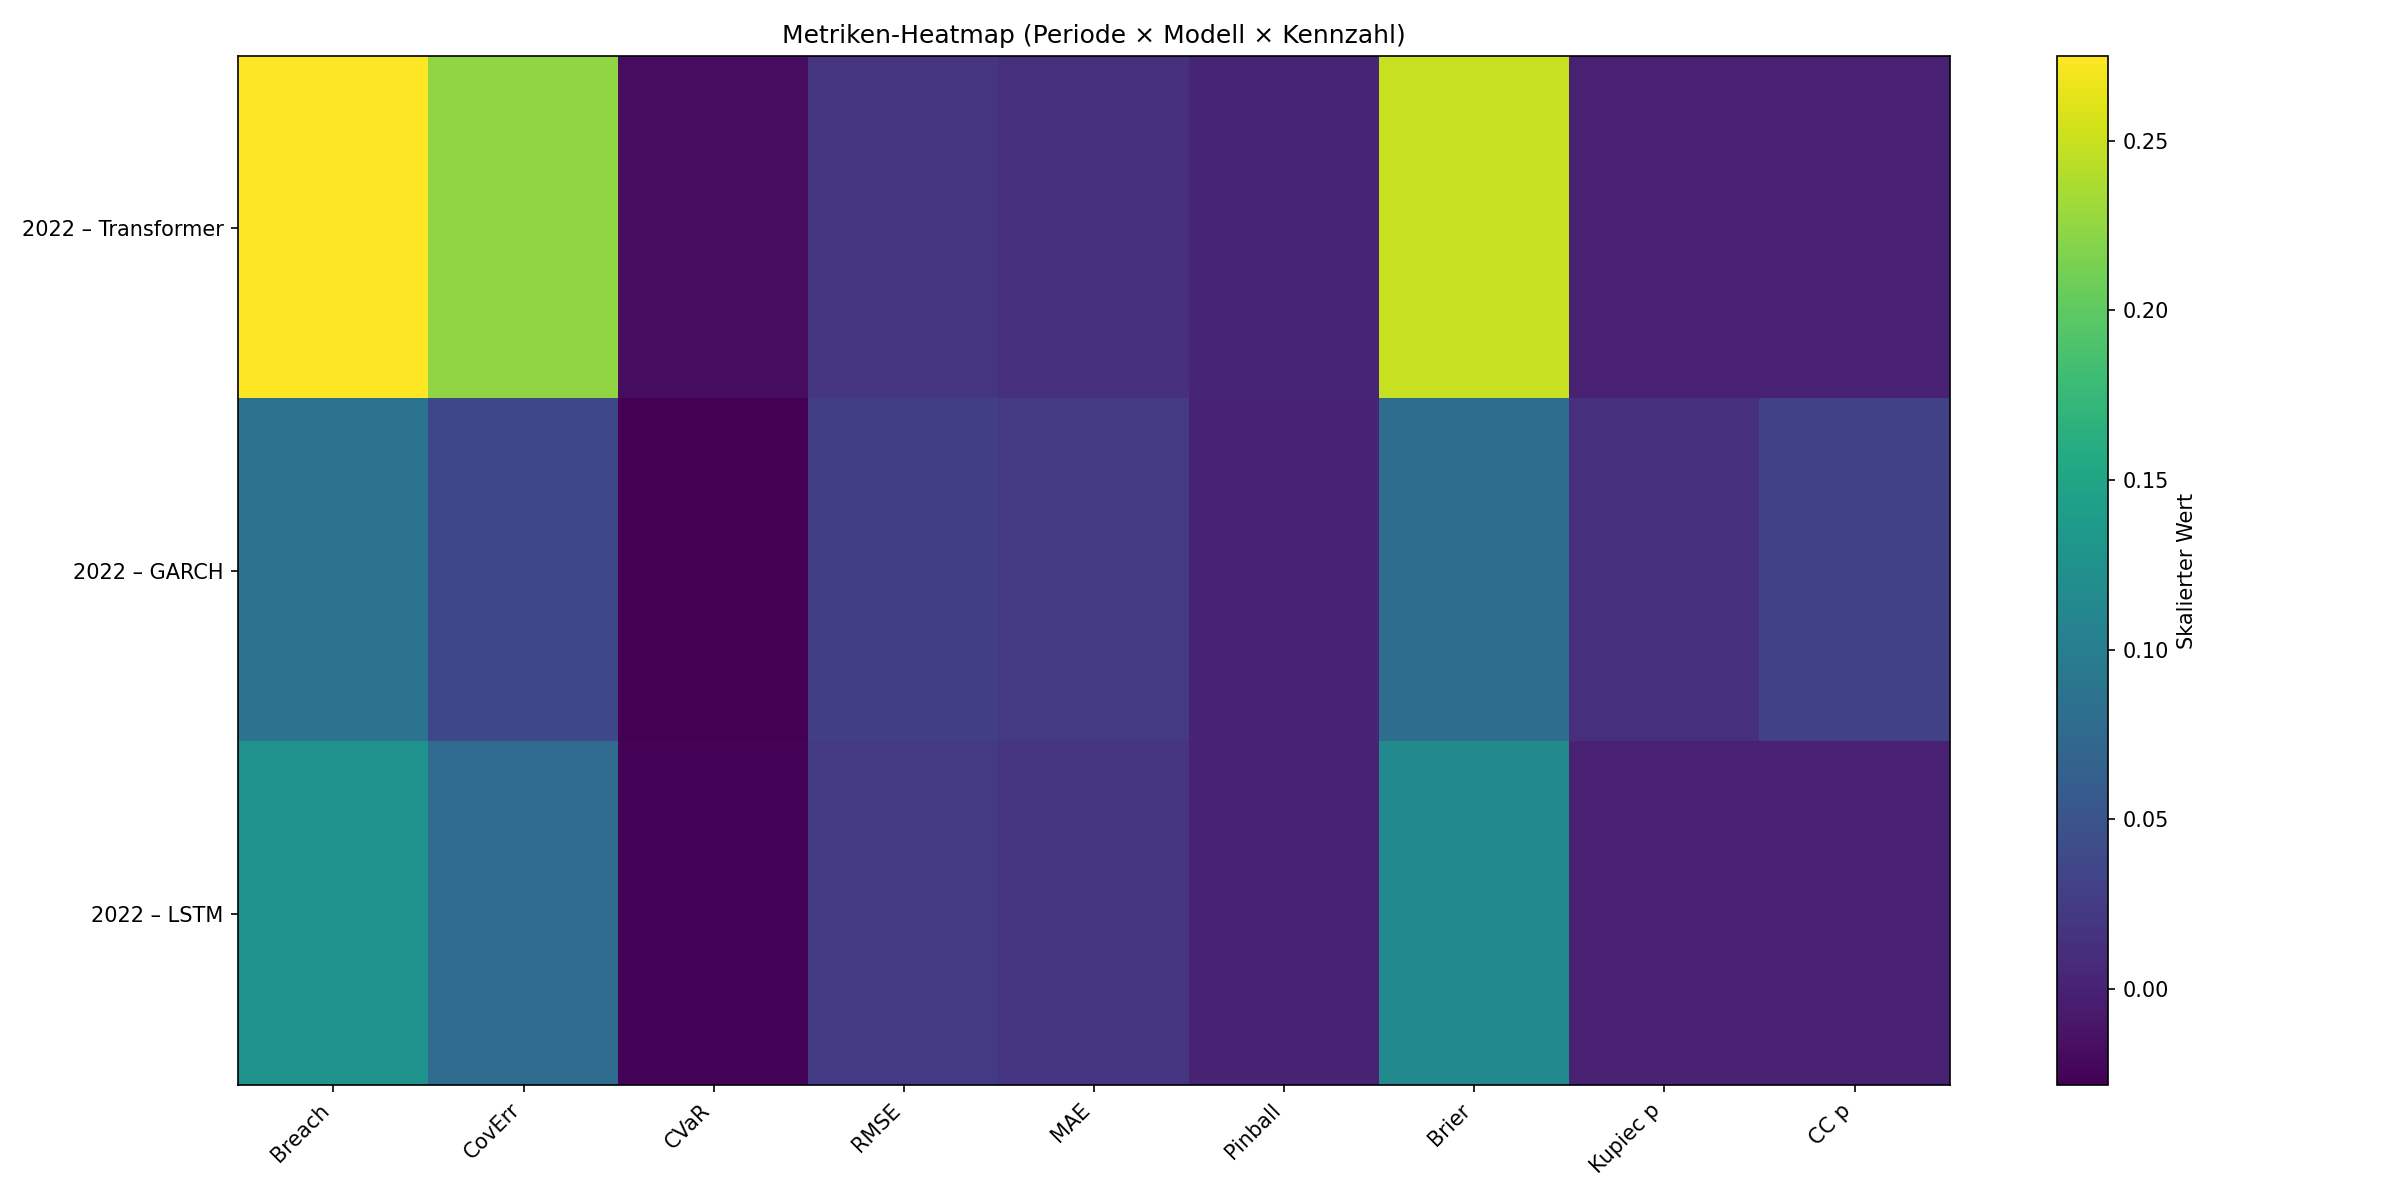 Metriken-Heatmap (Periode × Modell × Kennzahl)
2022 – Transformer
2022 – GARCH
2022 – LSTM
Breach
CovErr
CVaR
RMSE
MAE
Pinball
Brier
Kupiec p
CC p
0.25
0.20
0.15
0.10
0.05
0.00
Skalierter Wert